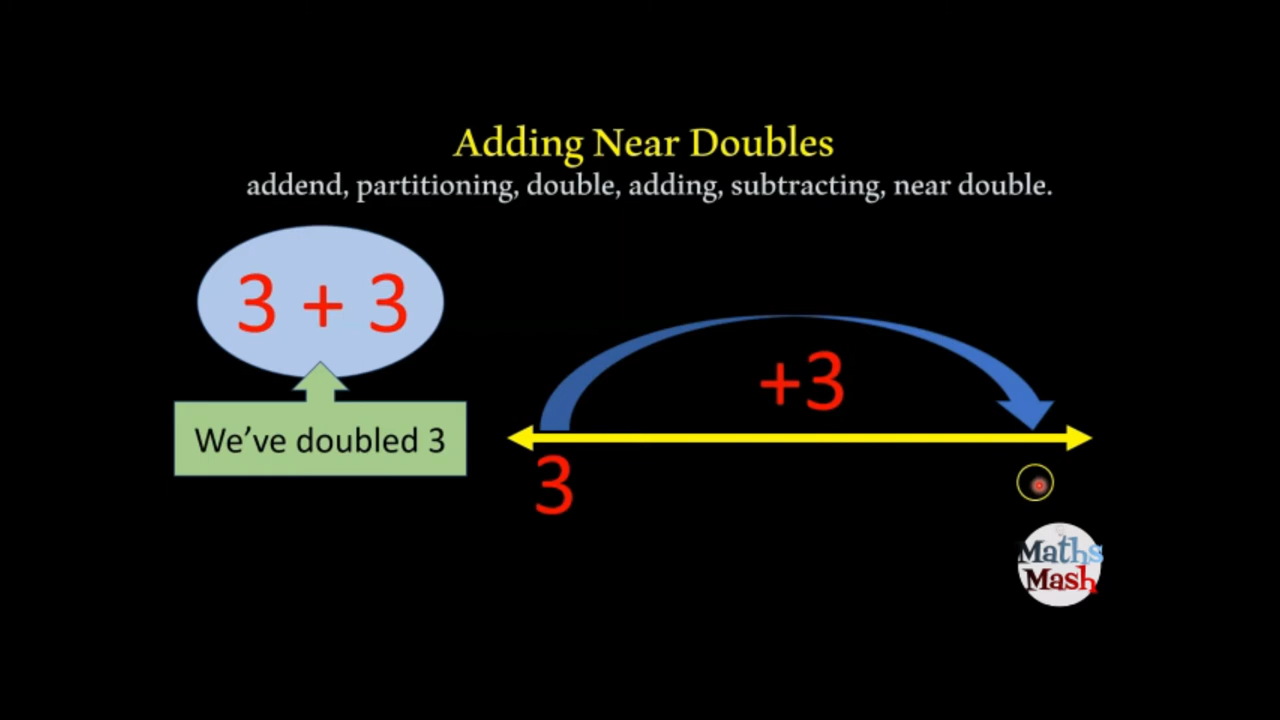 Adding Near Doubles
addend, partitioning, double, adding, subtracting, near double.
3 + 3
We’ve doubled 3
+3
3
Maths
Mash